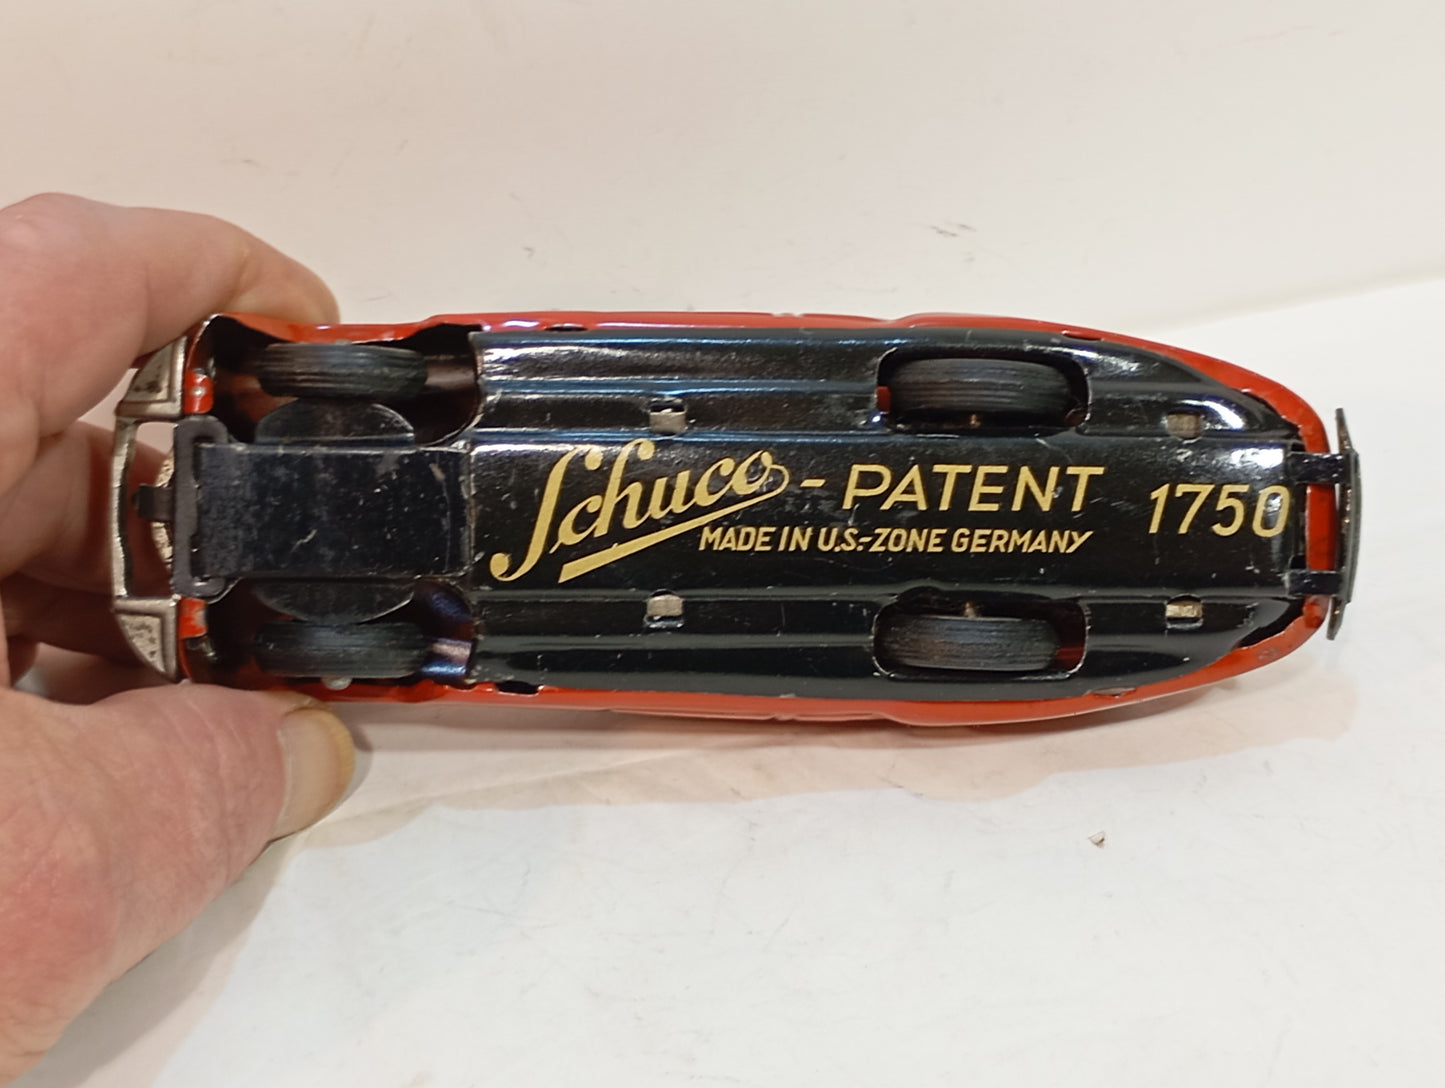 Schuco - PATENT 1750
MADE IN U.S.-ZONE GERMANY